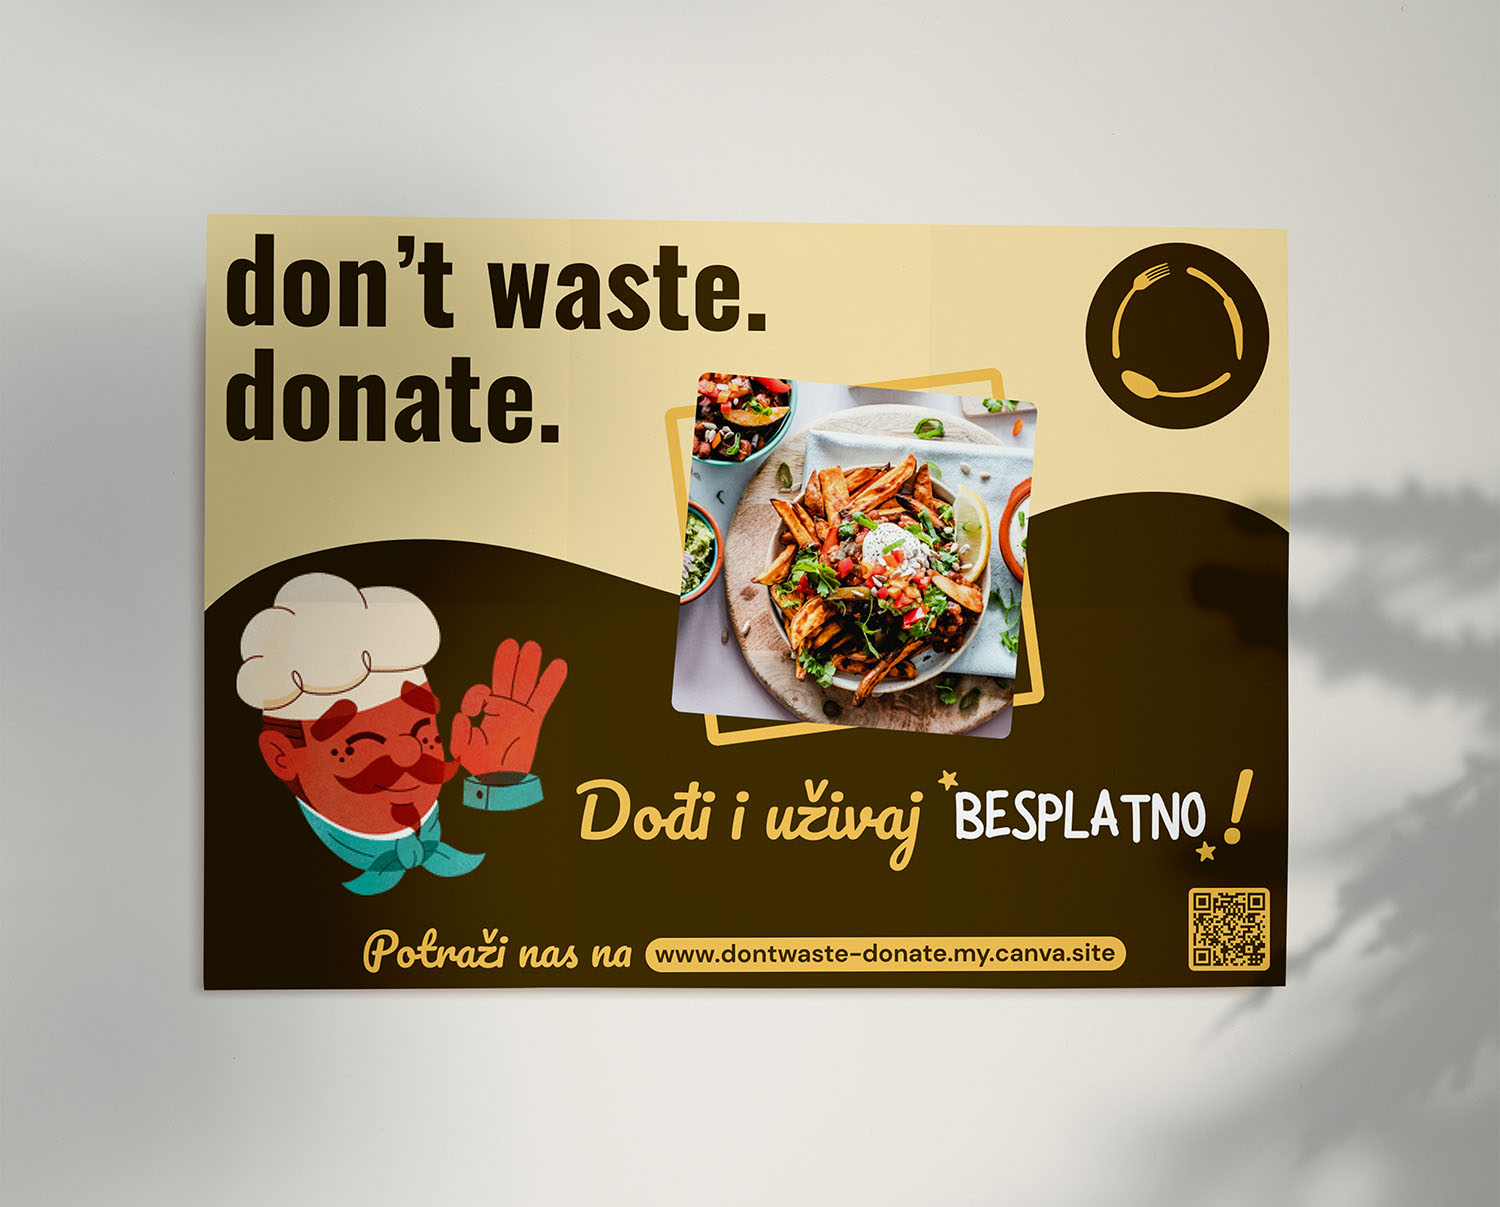 don't waste.
donate.
Dođi i uživaj BESPLATNO!
Potraži nas na www.dontwaste-donate.my.canva.site